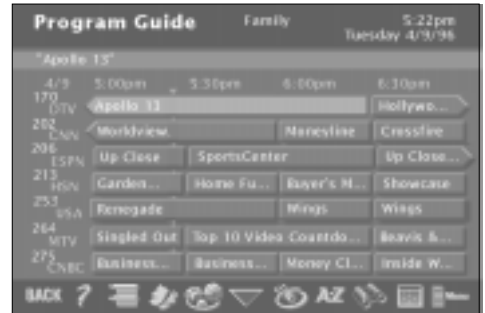 Program Guide Family 5:22pm
Tuesday 4/9/96
"Apollo 13"
4/9 5:00pm 5:30pm 6:00pm 6:30pm
170 DTV Apollo 13 Hollywo...
202 CNN Worldview Moneyline Crossfire
206 ESPN Up Close SportsCenter Up Close...
213 HSN Garden... Home Fu... Buyer's M... Showcase
253 USA Renegade Wings Wings
264 MTV Singled Out Top 10 Video Countdo... Beavis &...
275 CNBC Business... Business... Money Cl... Inside W...
BACK ? A-Z